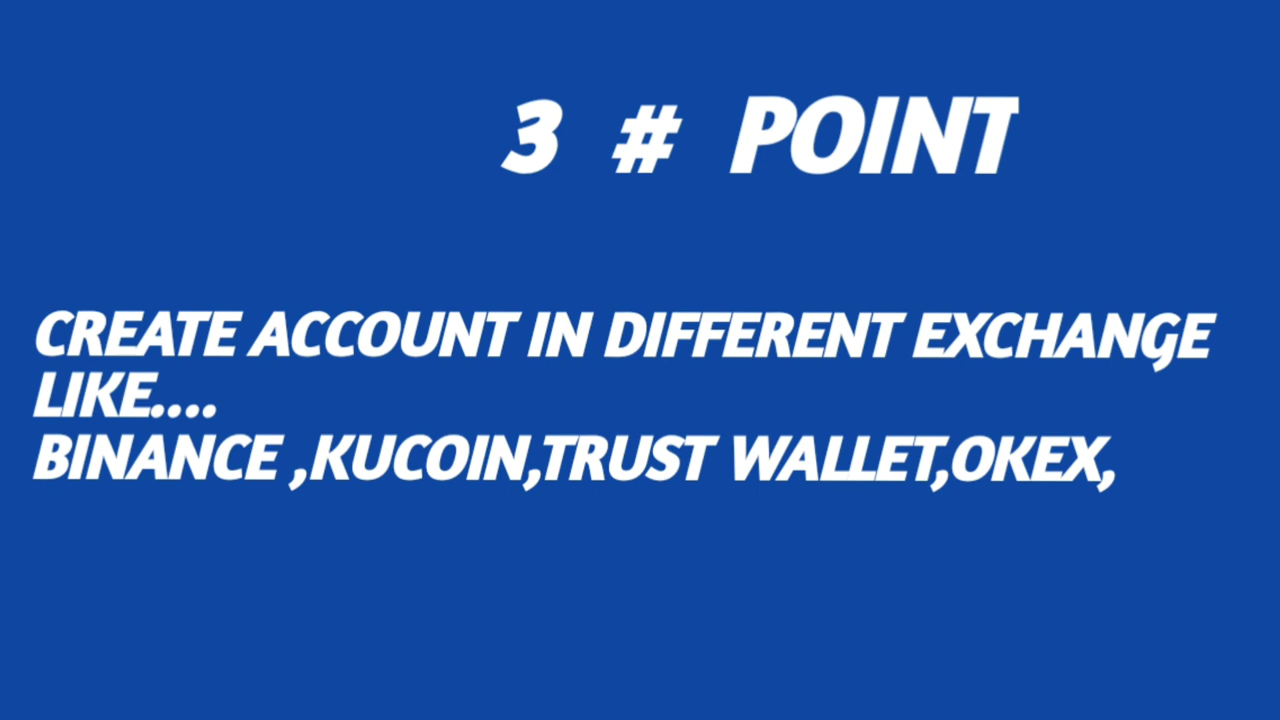 3 # POINT
CREATE ACCOUNT IN DIFFERENT EXCHANGE
LIKE....
BINANCE ,KUCOIN,TRUST WALLET,OKEX,